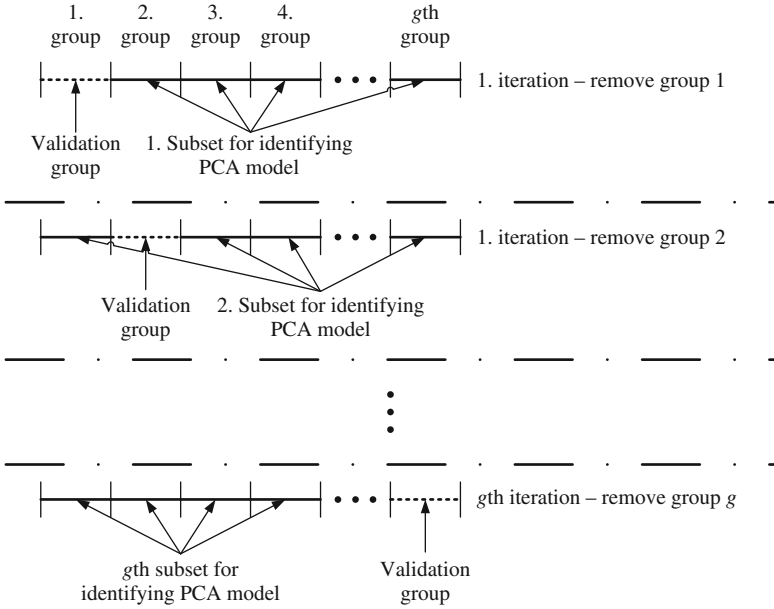 1. group
2. group
3. group
4. group
gth group
1. iteration – remove group 1
Validation group
1. Subset for identifying PCA model
1. iteration – remove group 2
Validation group
2. Subset for identifying PCA model
gth iteration – remove group g
gth subset for identifying PCA model
Validation group